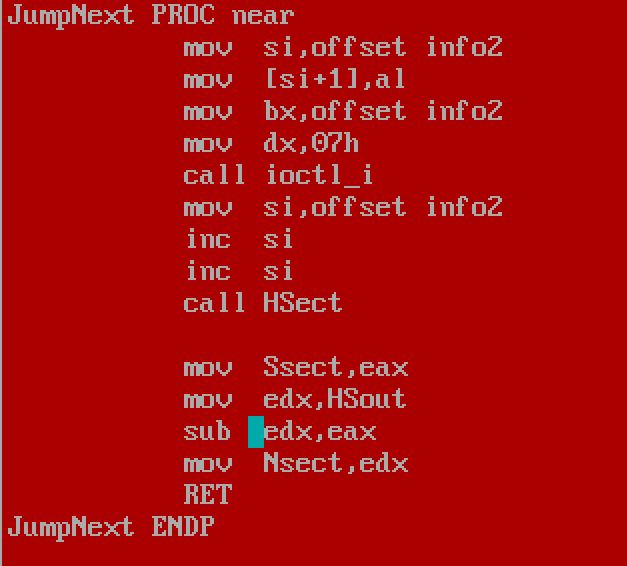 JumpNext PROC near
mov si,offset info2
mov [si+1],al
mov bx,offset info2
mov dx,07h
call ioctl_i
mov si,offset info2
inc si
inc si
call HSect
mov Ssect,eax
mov edx,HSout
sub edx,eax
mov Nsect,edx
RET
JumpNext ENDP